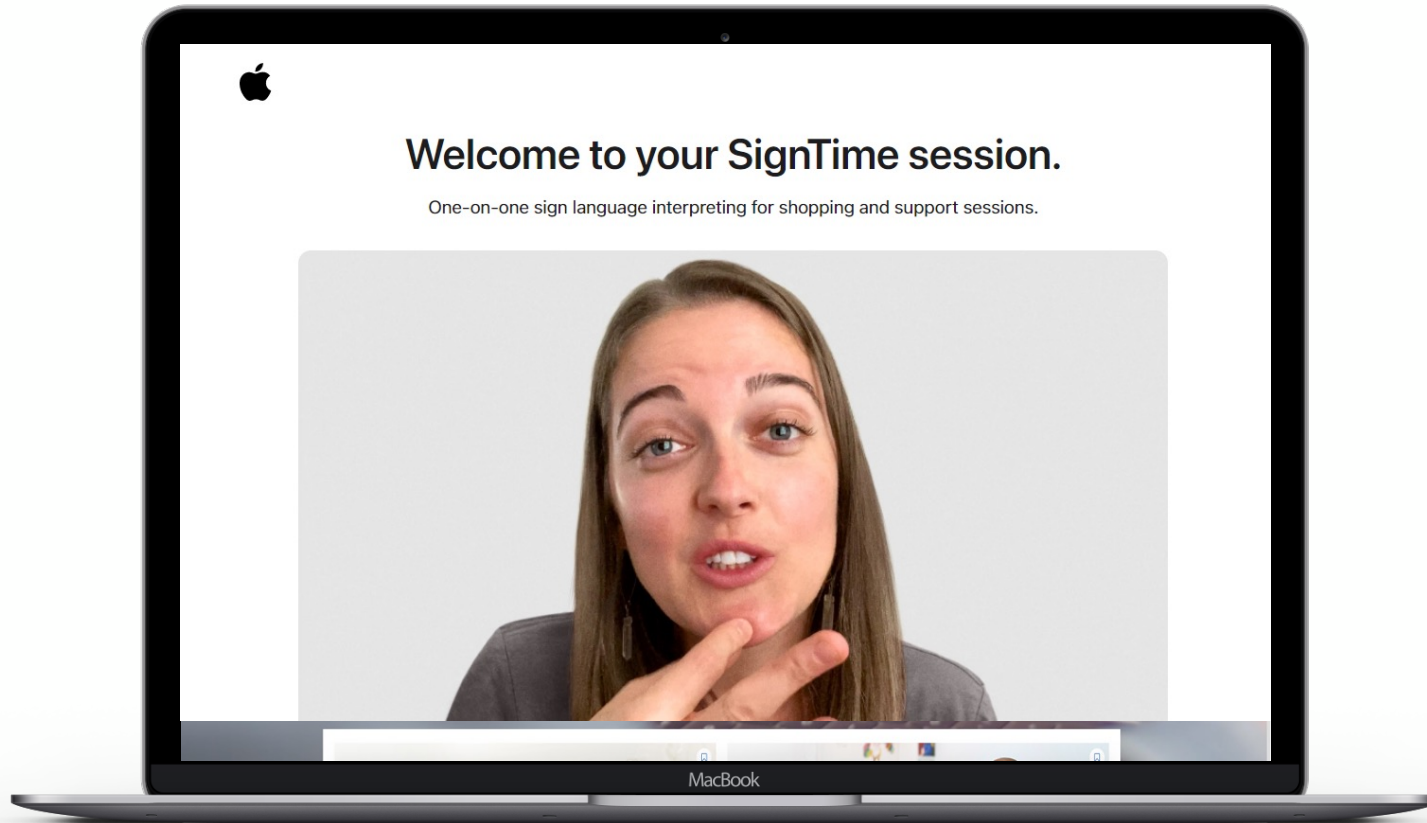 Welcome to your SignTime session.
One-on-one sign language interpreting for shopping and support sessions.
MacBook